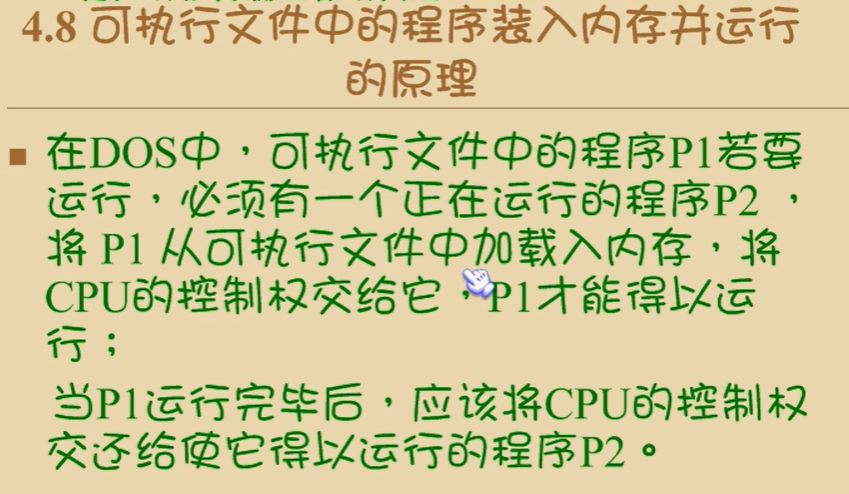 4.8 可执行文件中的程序装入内存并运行
的原理
■ 在DOS中，可执行文件中的程序P1若要
运行，必须有一个正在运行的程序P2 ，
将 P1 从可执行文件中加载入内存，将
CPU的控制权交给它，P1才能得以运
行；
当P1运行完毕后，应该将CPU的控制权
交还给使它得以运行的程序P2。